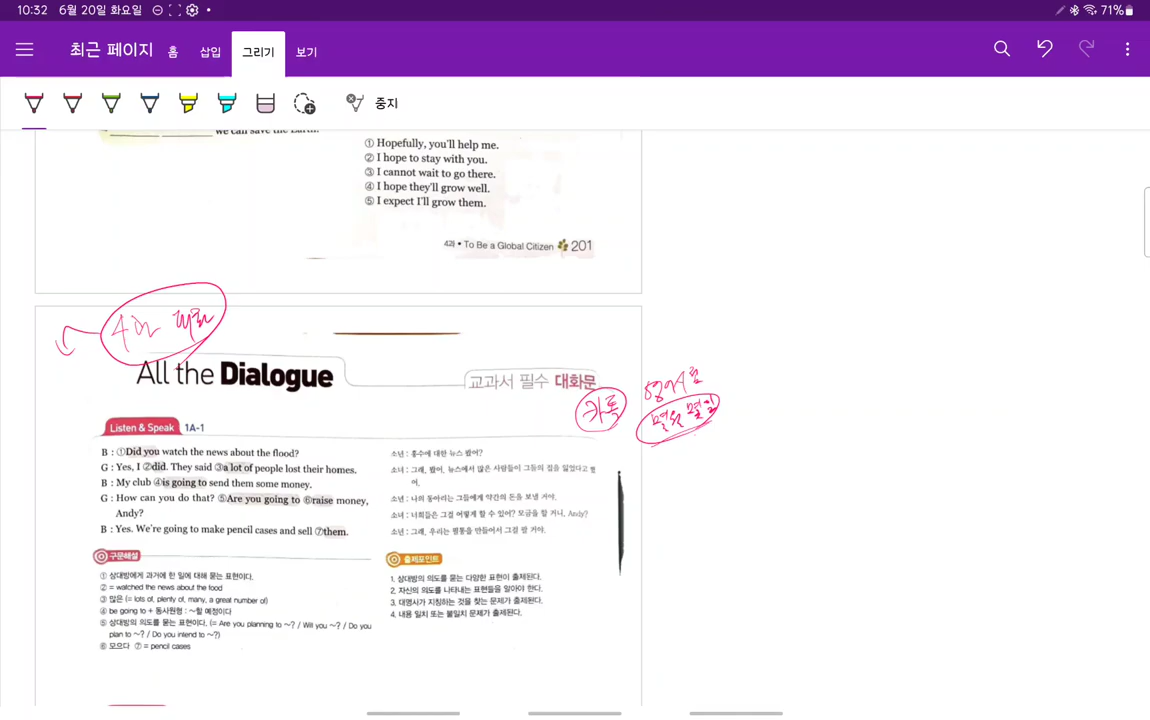 10:32 6월 20일 화요일 71%
최근 페이지 홈 삽입 그리기 보기
중지
we can save the Earth.
① Hopefully, you'll help me.
② I hope to stay with you.
③ I cannot wait to go there.
④ I hope they'll grow well.
⑤ I expect I'll grow them.
4과 • To Be a Global Citizen 201
All the Dialogue
교과서 필수 대화문
카톡
Listen & Speak 1A-1
B : ①Did you watch the news about the flood?
G : Yes, I ②did. They said ③a lot of people lost their homes.
B : My club ④is going to send them some money.
G : How can you do that? ⑤Are you going to ⑥raise money,
Andy?
B : Yes. We're going to make pencil cases and sell ⑦them.
소년 : 홍수에 대한 뉴스 봤어?
소녀 : 그래, 봤어. 뉴스에서 많은 사람들이 그들의 집을 잃었다고 했
어.
소년 : 나의 동아리는 그들에게 약간의 돈을 보낼 거야.
소녀 : 너희들은 그걸 어떻게 할 수 있어? 모금을 할 거니, Andy?
소년 : 그래, 우리는 필통을 만들어서 그걸 팔 거야.
구문해설
① 상대방에게 과거에 한 일에 대해 묻는 표현이다.
② = watched the news about the food
③ 많은 (= lots of, plenty of, many, a great number of)
④ be going to + 동사원형 : ~할 예정이다
⑤ 상대방의 의도를 묻는 표현이다. (= Are you planning to ~? / Will you ~? / Do you
plan to ~? / Do you intend to ~?)
⑥ 모으다 ⑦ = pencil cases
출제포인트
1. 상대방의 의도를 묻는 다양한 표현이 출제된다.
2. 자신의 의도를 나타내는 표현들을 알아야 한다.
3. 대명사가 지칭하는 것을 찾는 문제가 출제된다.
4. 내용 일치 또는 불일치 문제가 출제된다.